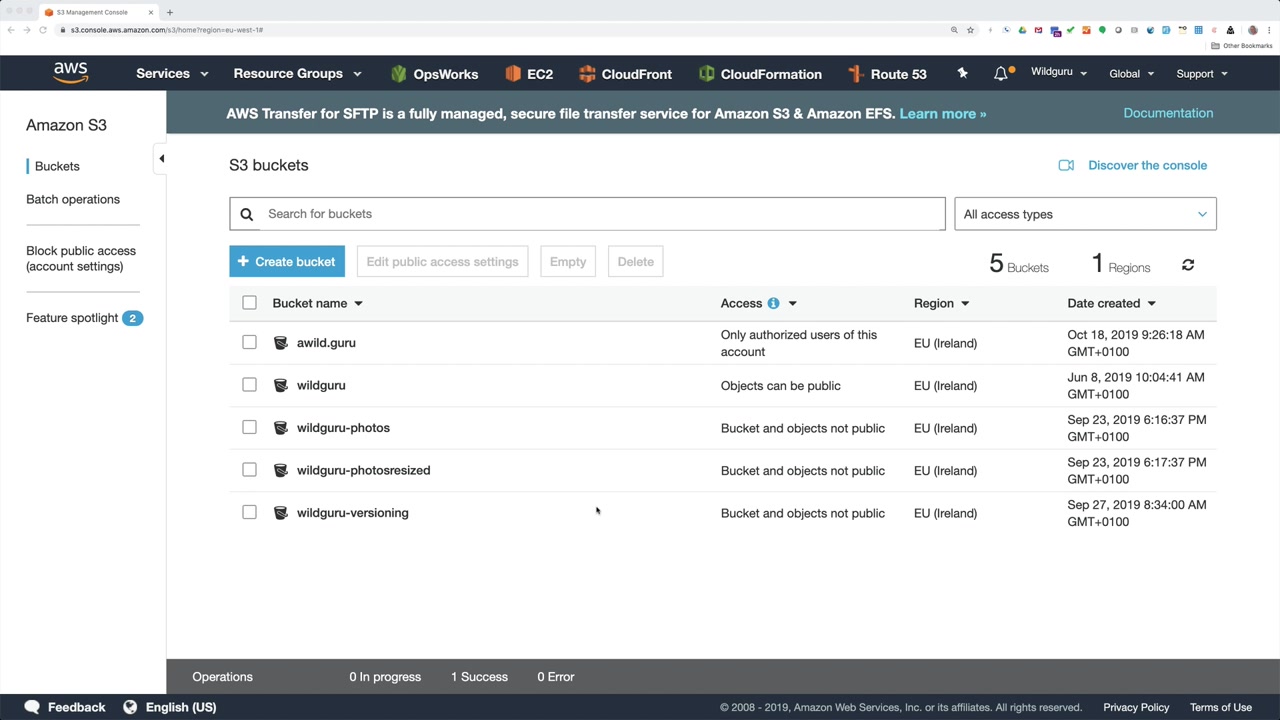 S3 Management Console
s3.console.aws.amazon.com/s3/home?region=eu-west-1#
Other Bookmarks
aws
Services
Resource Groups
OpsWorks
EC2
CloudFront
CloudFormation
Route 53
Wildguru
Global
Support
Amazon S3
Buckets
Batch operations
Block public access
(account settings)
Feature spotlight 2
AWS Transfer for SFTP is a fully managed, secure file transfer service for Amazon S3 & Amazon EFS. Learn more »
Documentation
S3 buckets
Discover the console
Search for buckets
All access types
+ Create bucket
Edit public access settings
Empty
Delete
5 Buckets
1 Regions
Bucket name
Access
Region
Date created
awild.guru
Only authorized users of this
account
EU (Ireland)
Oct 18, 2019 9:26:18 AM
GMT+0100
wildguru
Objects can be public
EU (Ireland)
Jun 8, 2019 10:04:41 AM
GMT+0100
wildguru-photos
Bucket and objects not public
EU (Ireland)
Sep 23, 2019 6:16:37 PM
GMT+0100
wildguru-photosresized
Bucket and objects not public
EU (Ireland)
Sep 23, 2019 6:17:37 PM
GMT+0100
wildguru-versioning
Bucket and objects not public
EU (Ireland)
Sep 27, 2019 8:34:00 AM
GMT+0100
Operations
0 In progress
1 Success
0 Error
Feedback
English (US)
© 2008 - 2019, Amazon Web Services, Inc. or its affiliates. All rights reserved.
Privacy Policy
Terms of Use